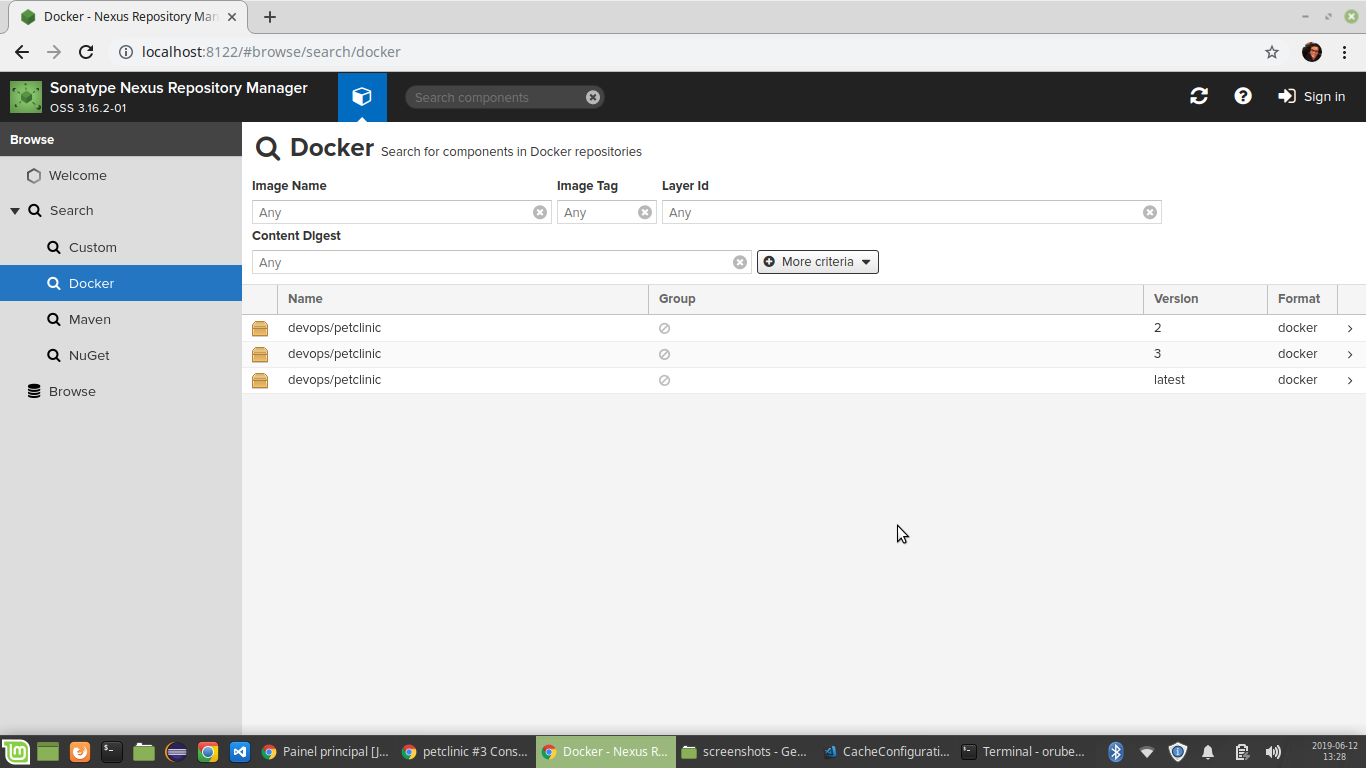 Docker - Nexus Repository Man
localhost:8122/#browse/search/docker
Sonatype Nexus Repository Manager
OSS 3.16.2-01
Search components
Sign in
Browse
Welcome
Search
Custom
Docker
Maven
NuGet
Browse
Docker Search for components in Docker repositories
Image Name Image Tag Layer Id
Any Any Any
Content Digest
Any More criteria
Name Group Version Format
devops/petclinic 2 docker
devops/petclinic 3 docker
devops/petclinic latest docker
Painel principal [J... petclinic #3 Cons... Docker - Nexus R... screenshots - Ge... CacheConfigurati... Terminal - orube...
2019-06-12
13:28